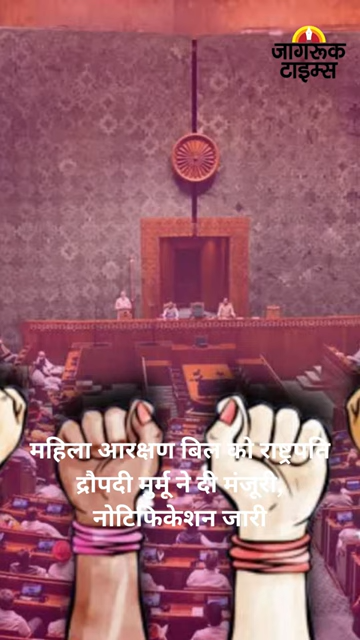 जागरूक
टाइम्स
महिला आरक्षण बिल को राष्ट्रपति
द्रौपदी मुर्मू ने दी मंजूरी,
नोटिफिकेशन जारी